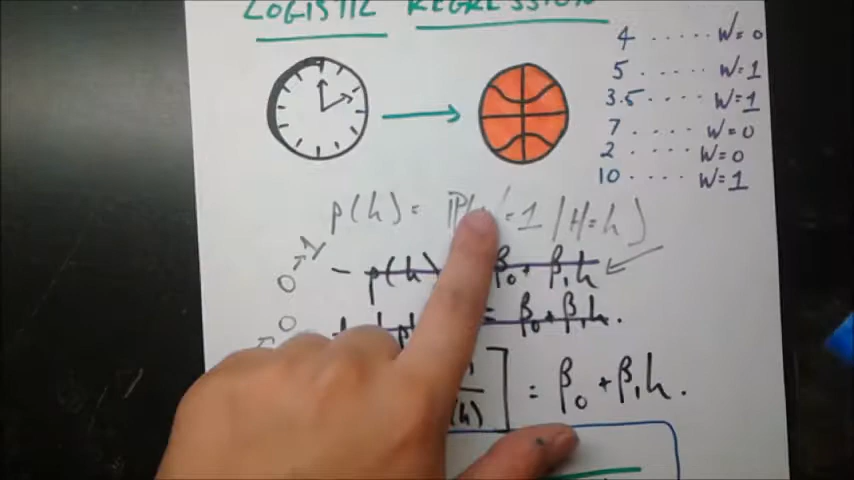 LOGISTIC REGRESSION
4 ..... W=0
5 ..... W=1
3.5 ..... W=1
7 ..... W=0
2 ..... W=0
10 ..... W=1
p(h) = P( =1 | H=h)
0 → 1
– p(h) β₀ + β₁h
0
= β₀ + β₁h.
(h) ] = β₀ + β₁h.